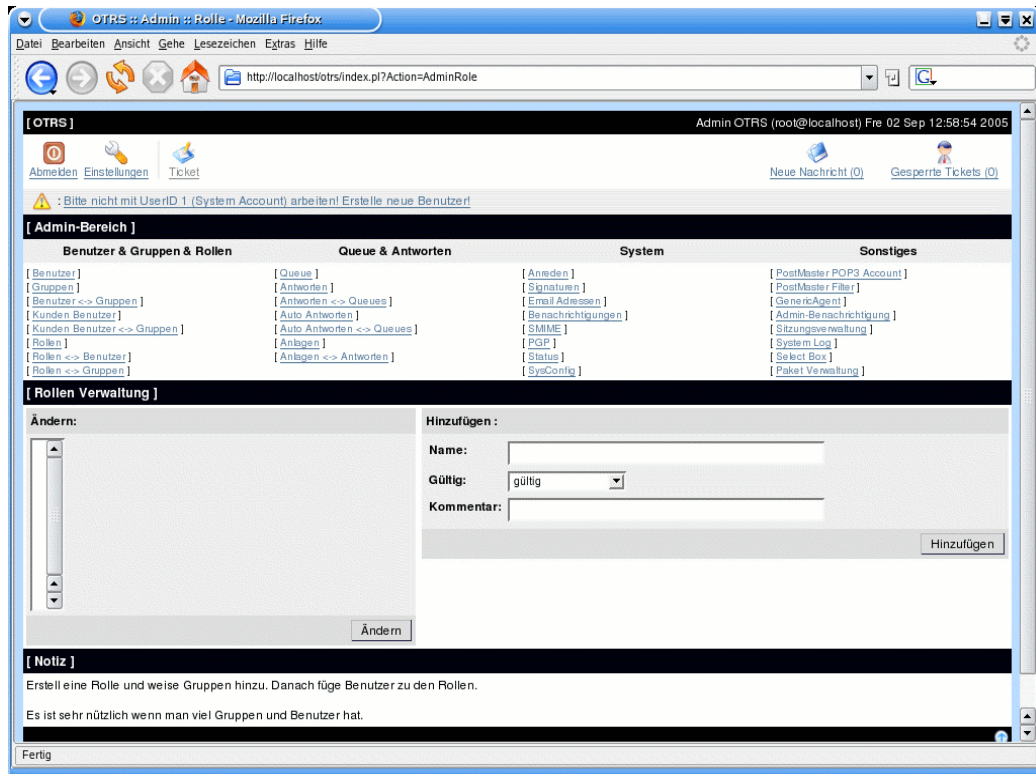 OTRS :: Admin :: Rolle - Mozilla Firefox
Datei Bearbeiten Ansicht Gehe Lesezeichen Extras Hilfe
http://localhost/otrs/index.pl?Action=AdminRole
G
[ OTRS ] Admin OTRS (root@localhost) Fre 02 Sep 12:58:54 2005
Abmelden Einstellungen Ticket Neue Nachricht (0) Gesperrte Tickets (0)
: Bitte nicht mit UserID 1 (System Account) arbeiten! Erstelle neue Benutzer!
[ Admin-Bereich ]
Benutzer & Gruppen & Rollen Queue & Antworten System Sonstiges
[ Benutzer ] [ Queue ] [ Anreden ] [ PostMaster POP3 Account ]
[ Gruppen ] [ Antworten ] [ Signaturen ] [ PostMaster Filter ]
[ Benutzer <-> Gruppen ] [ Antworten <-> Queues ] [ Email Adressen ] [ GenericAgent ]
[ Kunden Benutzer ] [ Auto Antworten ] [ Benachrichtigungen ] [ Admin-Benachrichtigung ]
[ Kunden Benutzer <-> Gruppen ] [ Auto Antworten <-> Queues ] [ SMIME ] [ Sitzungsverwaltung ]
[ Rollen ] [ Anlagen ] [ PGP ] [ System Log ]
[ Rollen <-> Benutzer ] [ Anlagen <-> Antworten ] [ Status ] [ Select Box ]
[ Rollen <-> Gruppen ] [ SysConfig ] [ Paket Verwaltung ]
[ Rollen Verwaltung ]
Ändern: Hinzufügen :
Name:
Gültig: gültig
Kommentar:
Hinzufügen
Ändern
[ Notiz ]
Erstell eine Rolle und weise Gruppen hinzu. Danach füge Benutzer zu den Rollen.
Es ist sehr nützlich wenn man viel Gruppen und Benutzer hat.
Fertig